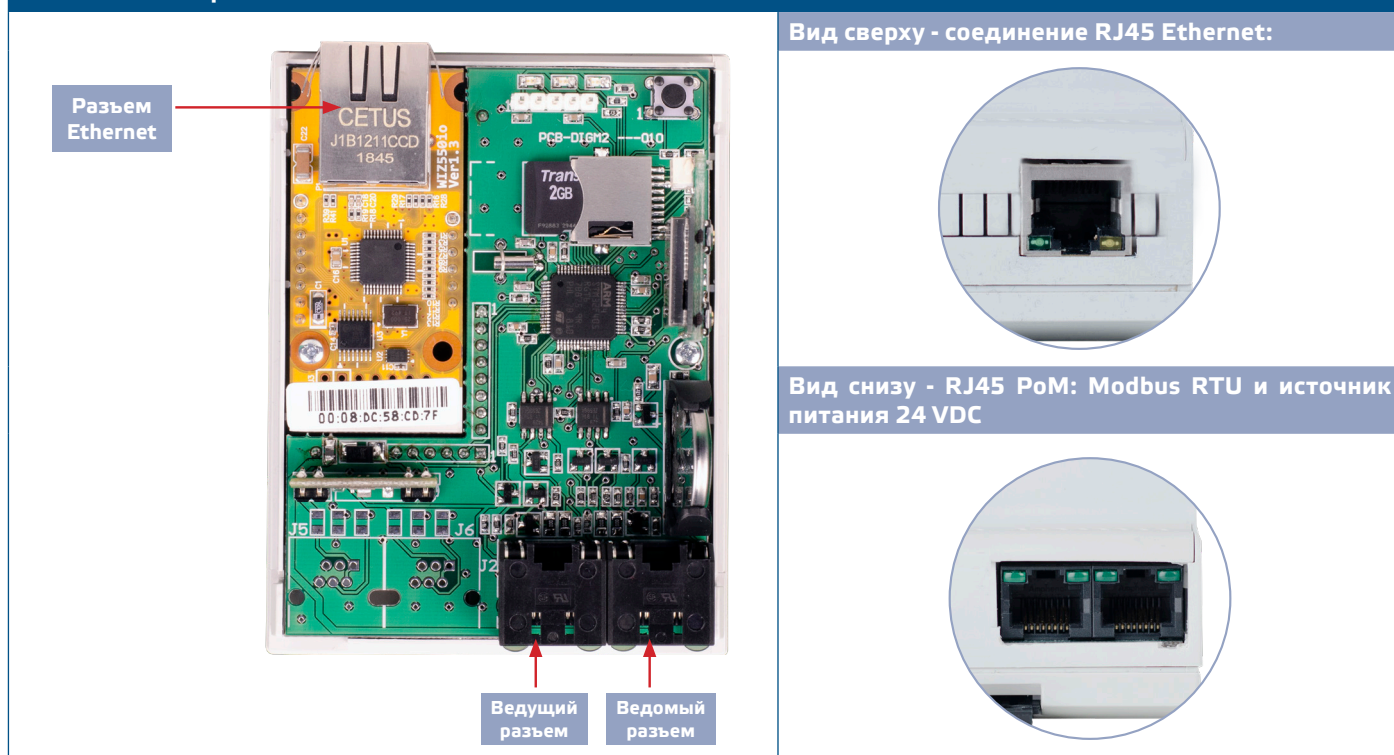 Вид сверху - соединение RJ45 Ethernet:
Разъем
Ethernet
CETUS
J1B1211CCD
1845
WIZ550io
Ver1.3
C22
PCB-DIGM2 ---010
Trans
2GB
ARM
00:08:DC:58:CD:7F
J5
J6
J2
Ведущий
разъем
Ведомый
разъем
Вид снизу - RJ45 PoM: Modbus RTU и источник
питания 24 VDC